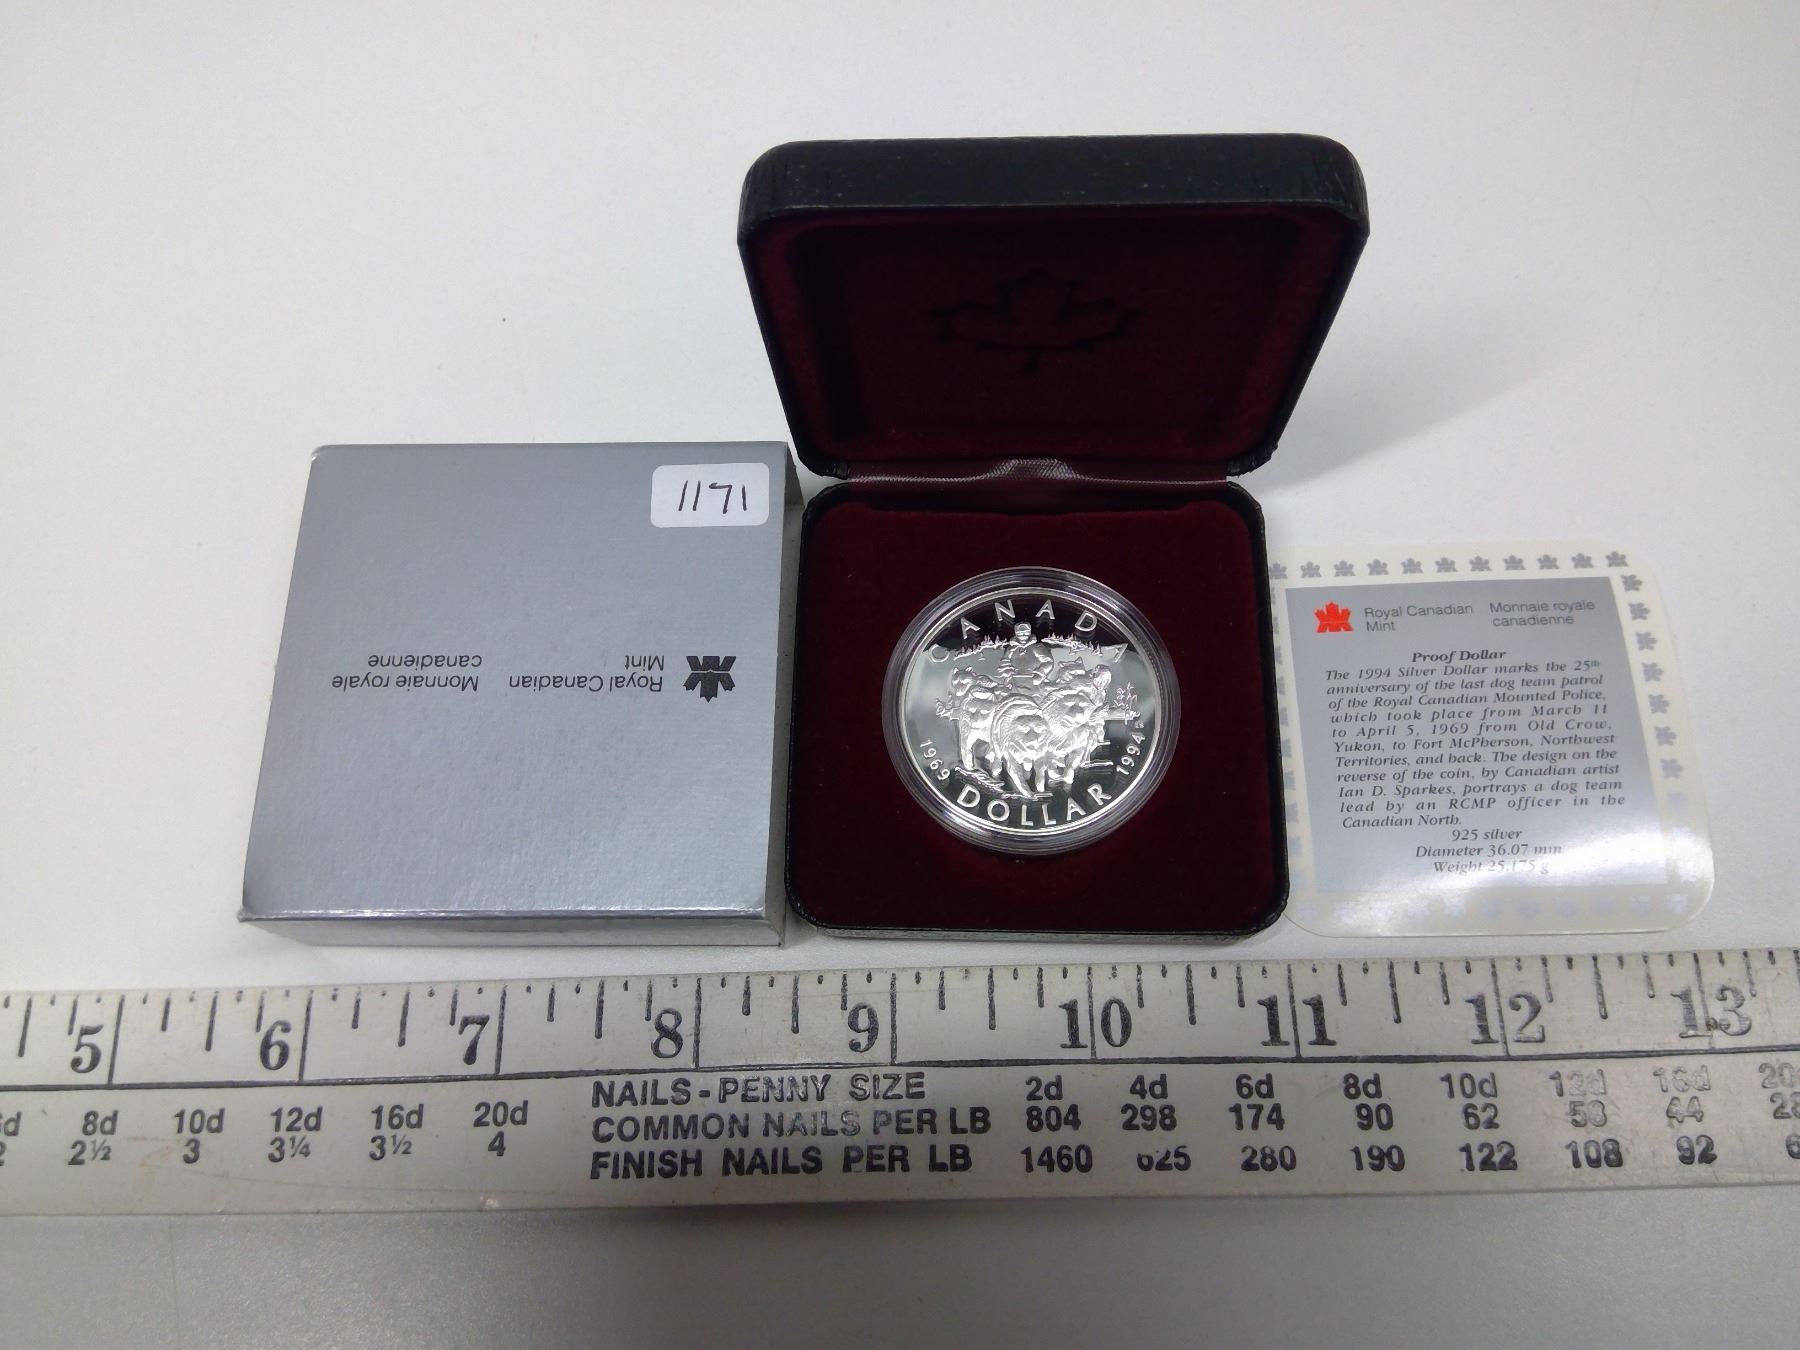 1171
Royal Canadian Mint
Monnaie royale canadienne
CANADA
1969 1994
DOLLAR
Royal Canadian Mint Monnaie royale canadienne
Proof Dollar
The 1994 Silver Dollar marks the 25th
anniversary of the last dog team patrol
of the Royal Canadian Mounted Police,
which took place from March 11
to April 5, 1969 from Old Crow,
Yukon, to Fort McPherson, Northwest
Territories, and back. The design on the
reverse of the coin, by Canadian artist
Ian D. Sparkes, portrays a dog team
lead by an RCMP officer in the
Canadian North.
925 silver
Diameter 36.07 mm
Weight 25.175 g
5 6 7 8 9 10 11 12 13
8d 10d 12d 16d 20d
2½ 3 3¼ 3½ 4
NAILS - PENNY SIZE 2d 4d 6d 8d 10d 12d 16d
COMMON NAILS PER LB 804 298 174 90 62 53 44
FINISH NAILS PER LB 1460 625 280 190 122 108 92